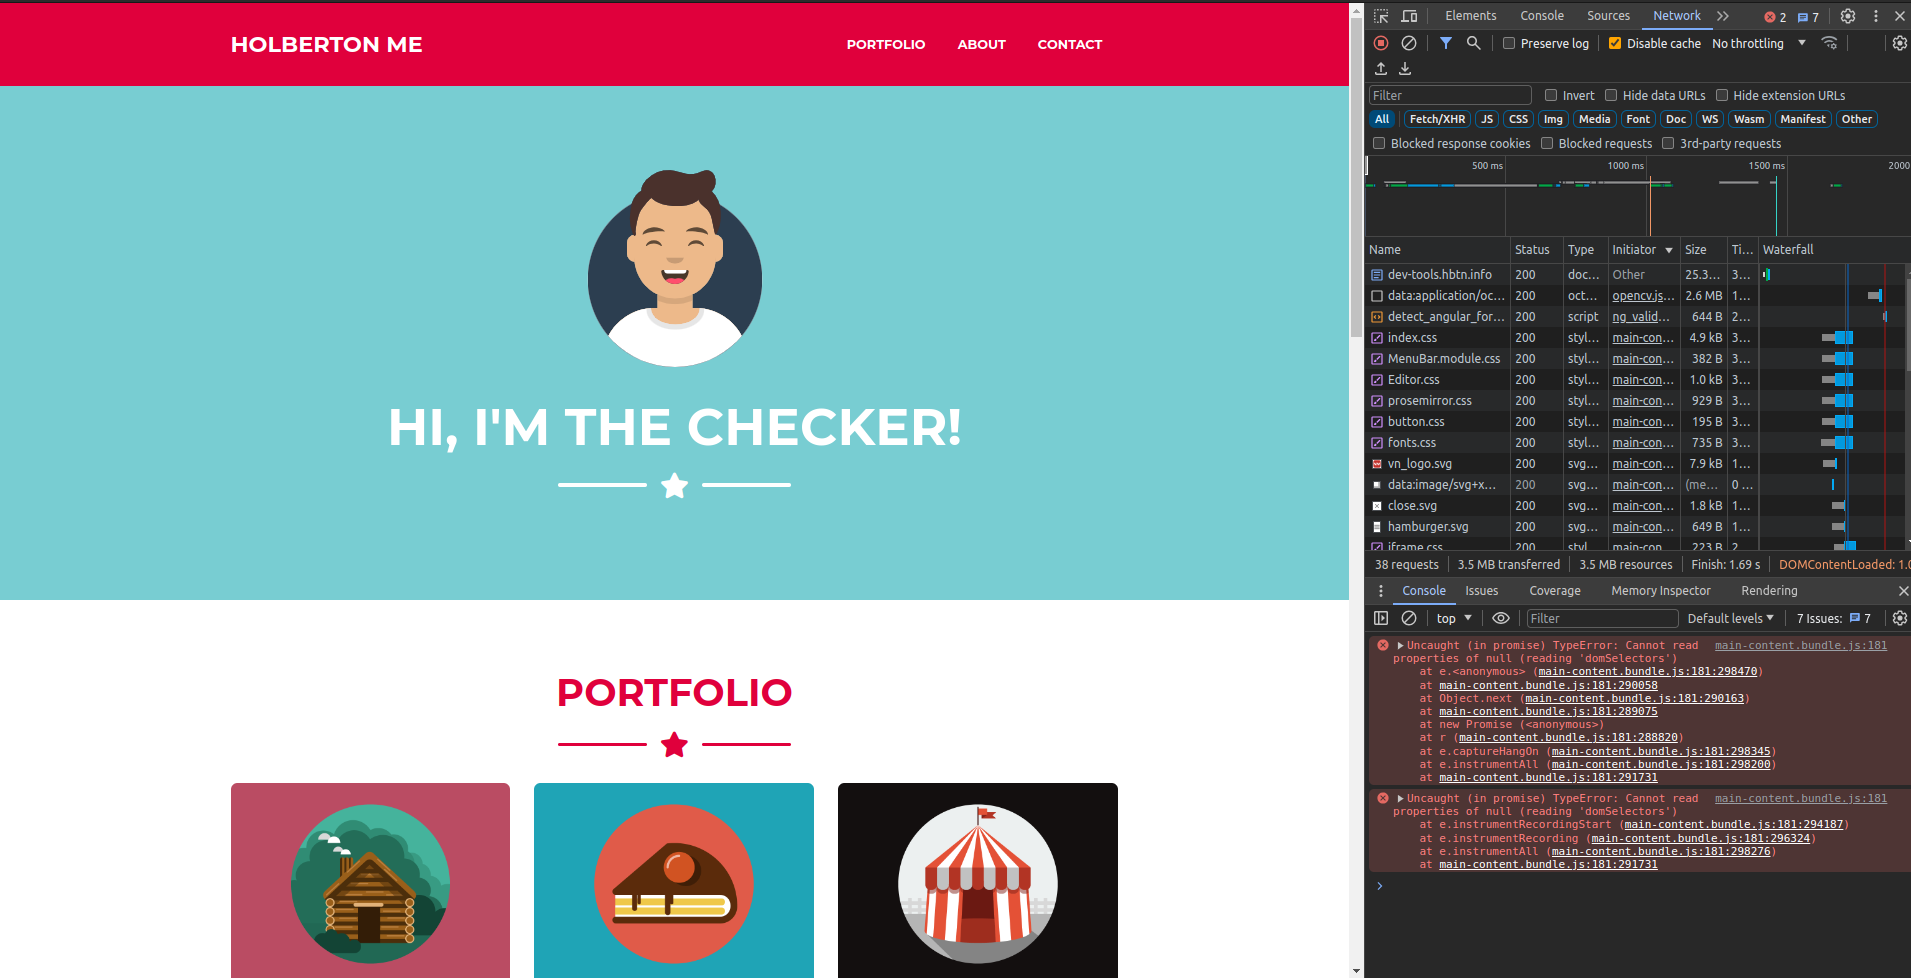 HOLBERTON ME
PORTFOLIO ABOUT CONTACT
HI, I'M THE CHECKER!
PORTFOLIO
Elements Console Sources Network 2 7
Preserve log Disable cache No throttling
Filter Invert Hide data URLs Hide extension URLs
All Fetch/XHR JS CSS Img Media Font Doc WS Wasm Manifest Other
Blocked response cookies Blocked requests 3rd-party requests
500 ms 1000 ms 1500 ms 2000
Name Status Type Initiator Size Ti... Waterfall
dev-tools.hbtn.info 200 doc... Other 25.3... 3...
data:application/oc... 200 oct... opencv.js... 2.6 MB 1...
detect_angular_for... 200 script ng_valid... 644 B 2...
index.css 200 styl... main-con... 4.9 kB 3...
MenuBar.module.css 200 styl... main-con... 382 B 3...
Editor.css 200 styl... main-con... 1.0 kB 3...
prosemirror.css 200 styl... main-con... 929 B 3...
button.css 200 styl... main-con... 195 B 3...
fonts.css 200 styl... main-con... 735 B 3...
vn_logo.svg 200 svg... main-con... 7.9 kB 1...
data:image/svg+x... 200 svg... main-con... (me... 0 ...
close.svg 200 svg... main-con... 1.8 kB 1...
hamburger.svg 200 svg... main-con... 649 B 1...
iframe.css 200 styl main-con 223 B 2
38 requests 3.5 MB transferred 3.5 MB resources Finish: 1.69 s DOMContentLoaded: 1.0
Console Issues Coverage Memory Inspector Rendering
top Filter Default levels 7 Issues: 7
Uncaught (in promise) TypeError: Cannot read main-content.bundle.js:181
properties of null (reading 'domSelectors')
at e.<anonymous> (main-content.bundle.js:181:298470)
at main-content.bundle.js:181:290058
at Object.next (main-content.bundle.js:181:290163)
at main-content.bundle.js:181:289075
at new Promise (<anonymous>)
at r (main-content.bundle.js:181:288820)
at e.captureHangOn (main-content.bundle.js:181:298345)
at e.instrumentAll (main-content.bundle.js:181:298200)
at main-content.bundle.js:181:291731
Uncaught (in promise) TypeError: Cannot read main-content.bundle.js:181
properties of null (reading 'domSelectors')
at e.instrumentRecordingStart (main-content.bundle.js:181:294187)
at e.instrumentRecording (main-content.bundle.js:181:296324)
at e.instrumentAll (main-content.bundle.js:181:298276)
at main-content.bundle.js:181:291731